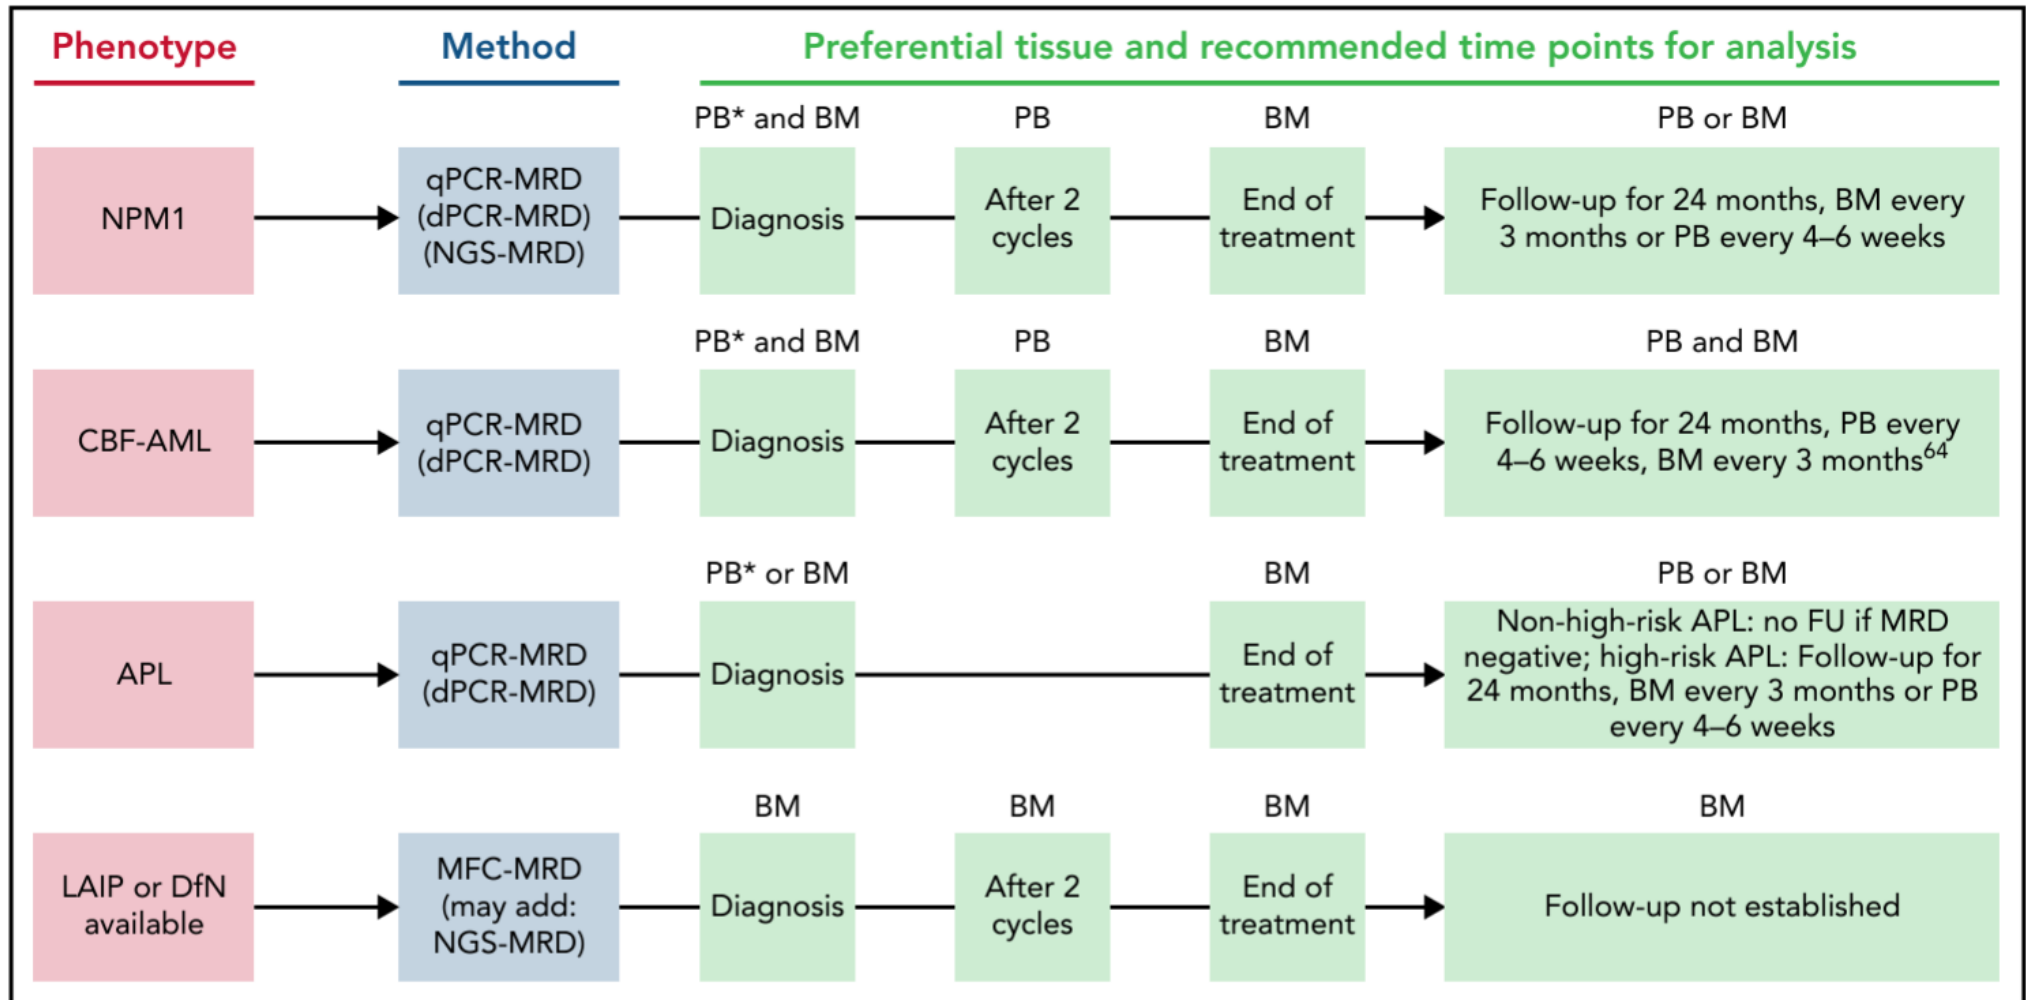 Phenotype
Method
Preferential tissue and recommended time points for analysis
PB* and BM
PB
BM
PB or BM
NPM1
qPCR-MRD
(dPCR-MRD)
(NGS-MRD)
Diagnosis
After 2
cycles
End of
treatment
Follow-up for 24 months, BM every
3 months or PB every 4–6 weeks
PB* and BM
PB
BM
PB and BM
CBF-AML
qPCR-MRD
(dPCR-MRD)
Diagnosis
After 2
cycles
End of
treatment
Follow-up for 24 months, PB every
4–6 weeks, BM every 3 months64
PB* or BM
BM
PB or BM
APL
qPCR-MRD
(dPCR-MRD)
Diagnosis
End of
treatment
Non-high-risk APL: no FU if MRD
negative; high-risk APL: Follow-up for
24 months, BM every 3 months or PB
every 4–6 weeks
BM
BM
BM
BM
LAIP or DfN
available
MFC-MRD
(may add:
NGS-MRD)
Diagnosis
After 2
cycles
End of
treatment
Follow-up not established